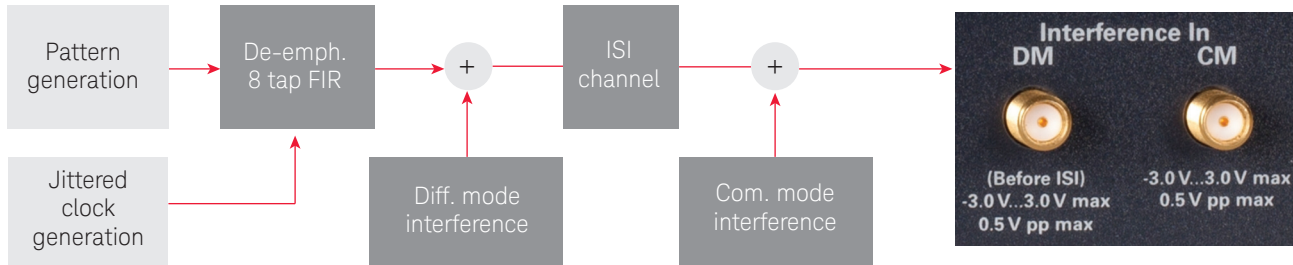 Pattern
generation
De-emph.
8 tap FIR
+
ISI
channel
+
Jittered
clock
generation
Diff. mode
interference
Com. mode
interference
Interference In
DM
CM
(Before ISI)
-3.0 V...3.0 V max
0.5 V pp max
-3.0 V...3.0 V max
0.5 V pp max